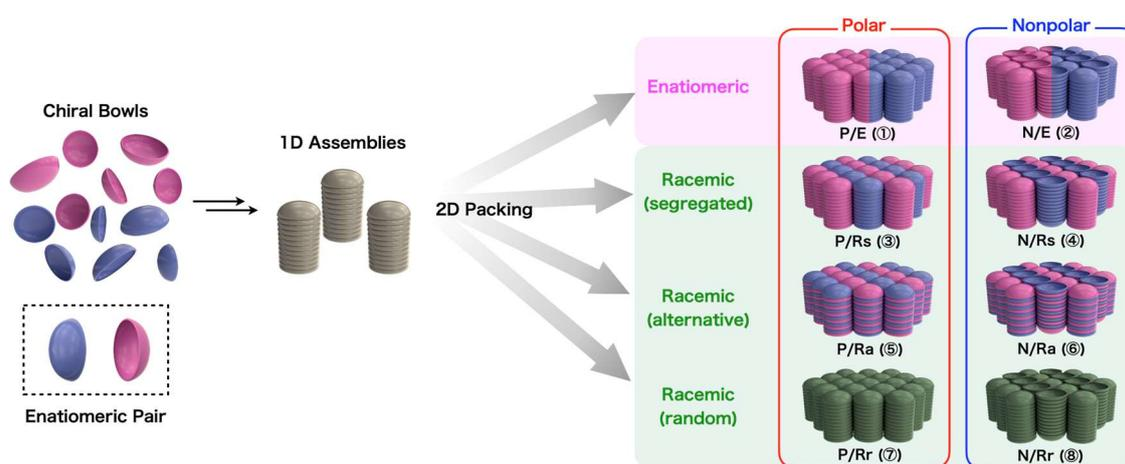 Polar
Nonpolar
Chiral Bowls
1D Assemblies
2D Packing
Enatiomeric Pair
Enatiomeric
P/E (①)
N/E (②)
Racemic
(segregated)
P/Rs (③)
N/Rs (④)
Racemic
(alternative)
P/Ra (⑤)
N/Ra (⑥)
Racemic
(random)
P/Rr (⑦)
N/Rr (⑧)